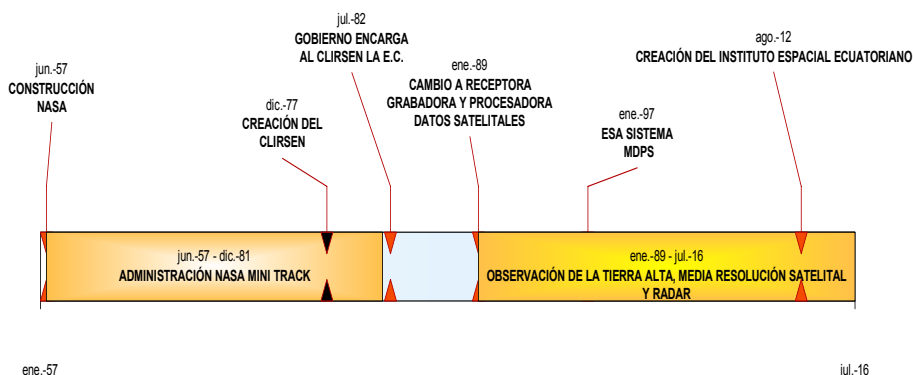 jun.-57
CONSTRUCCIÓN
NASA
dic.-77
CREACIÓN DEL
CLIRSEN
jul.-82
GOBIERNO ENCARGA
AL CLIRSEN LA E.C.
ene.-89
CAMBIO A RECEPTORA
GRABADORA Y PROCESADORA
DATOS SATELITALES
ene.-97
ESA SISTEMA
MDPS
ago.-12
CREACIÓN DEL INSTITUTO ESPACIAL ECUATORIANO
jun.-57 - dic.-81
ADMINISTRACIÓN NASA MINI TRACK
ene.-89 - jul.-16
OBSERVACIÓN DE LA TIERRA ALTA, MEDIA RESOLUCIÓN SATELITAL
Y RADAR
ene.-57
jul.-16